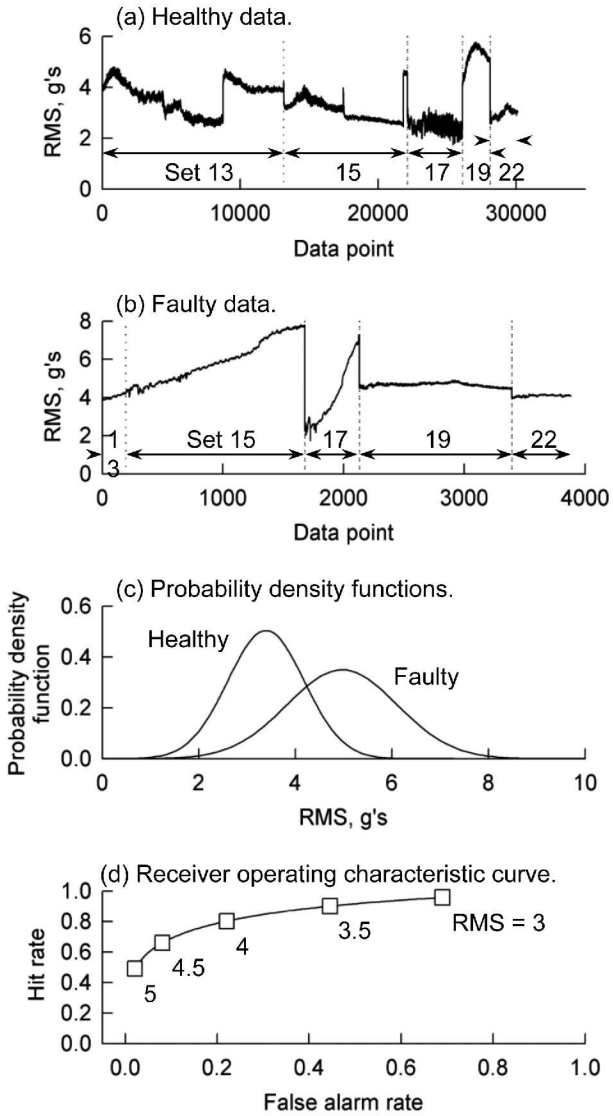 (a) Healthy data.
6
4
2
0
RMS, g's
Set 13
15
17
19
22
0
10000
20000
30000
Data point
(b) Faulty data.
8
6
4
2
0
RMS, g's
1
3
Set 15
17
19
22
0
1000
2000
3000
4000
Data point
(c) Probability density functions.
0.6
0.4
0.2
0.0
Probability density
function
Healthy
Faulty
0
2
4
6
8
10
RMS, g's
(d) Receiver operating characteristic curve.
1.0
0.8
0.6
0.4
0.2
0.0
Hit rate
5
4.5
4
3.5
RMS = 3
0.0
0.2
0.4
0.6
0.8
1.0
False alarm rate